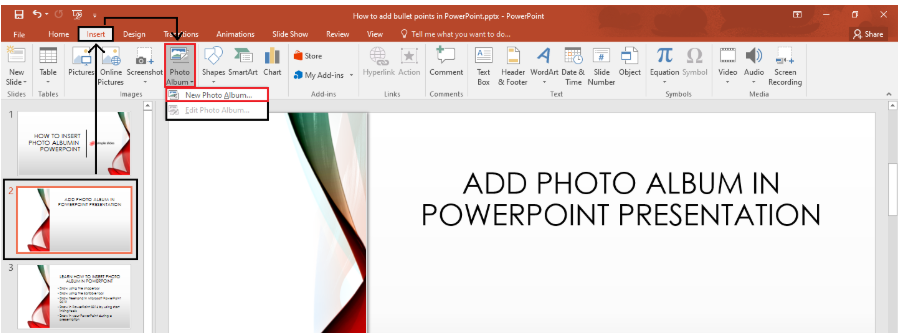 How to add bullet points in PowerPoint.pptx - PowerPoint
File Home Insert Design Transitions Animations Slide Show Review View Tell me what you want to do... Share
New Slide
Table
Pictures
Online Pictures
Screenshot
Photo Album
Shapes
SmartArt
Chart
Store
My Add-ins
Hyperlink
Action
Comment
Text Box
Header & Footer
WordArt
Date & Time
Slide Number
Object
Equation
Symbol
Video
Audio
Screen Recording
Slides Tables Images Add-ins Links Comments Text Symbols Media
New Photo Album...
Edit Photo Album...
1
HOW TO INSERT
PHOTO ALBUMIN
POWERPOINT
2
ADD PHOTO ALBUM IN
POWERPOINT PRESENTATION
3
LEARN HOW TO INSERT PHOTO
ALBUM IN POWERPOINT
ADD PHOTO ALBUM IN
POWERPOINT PRESENTATION